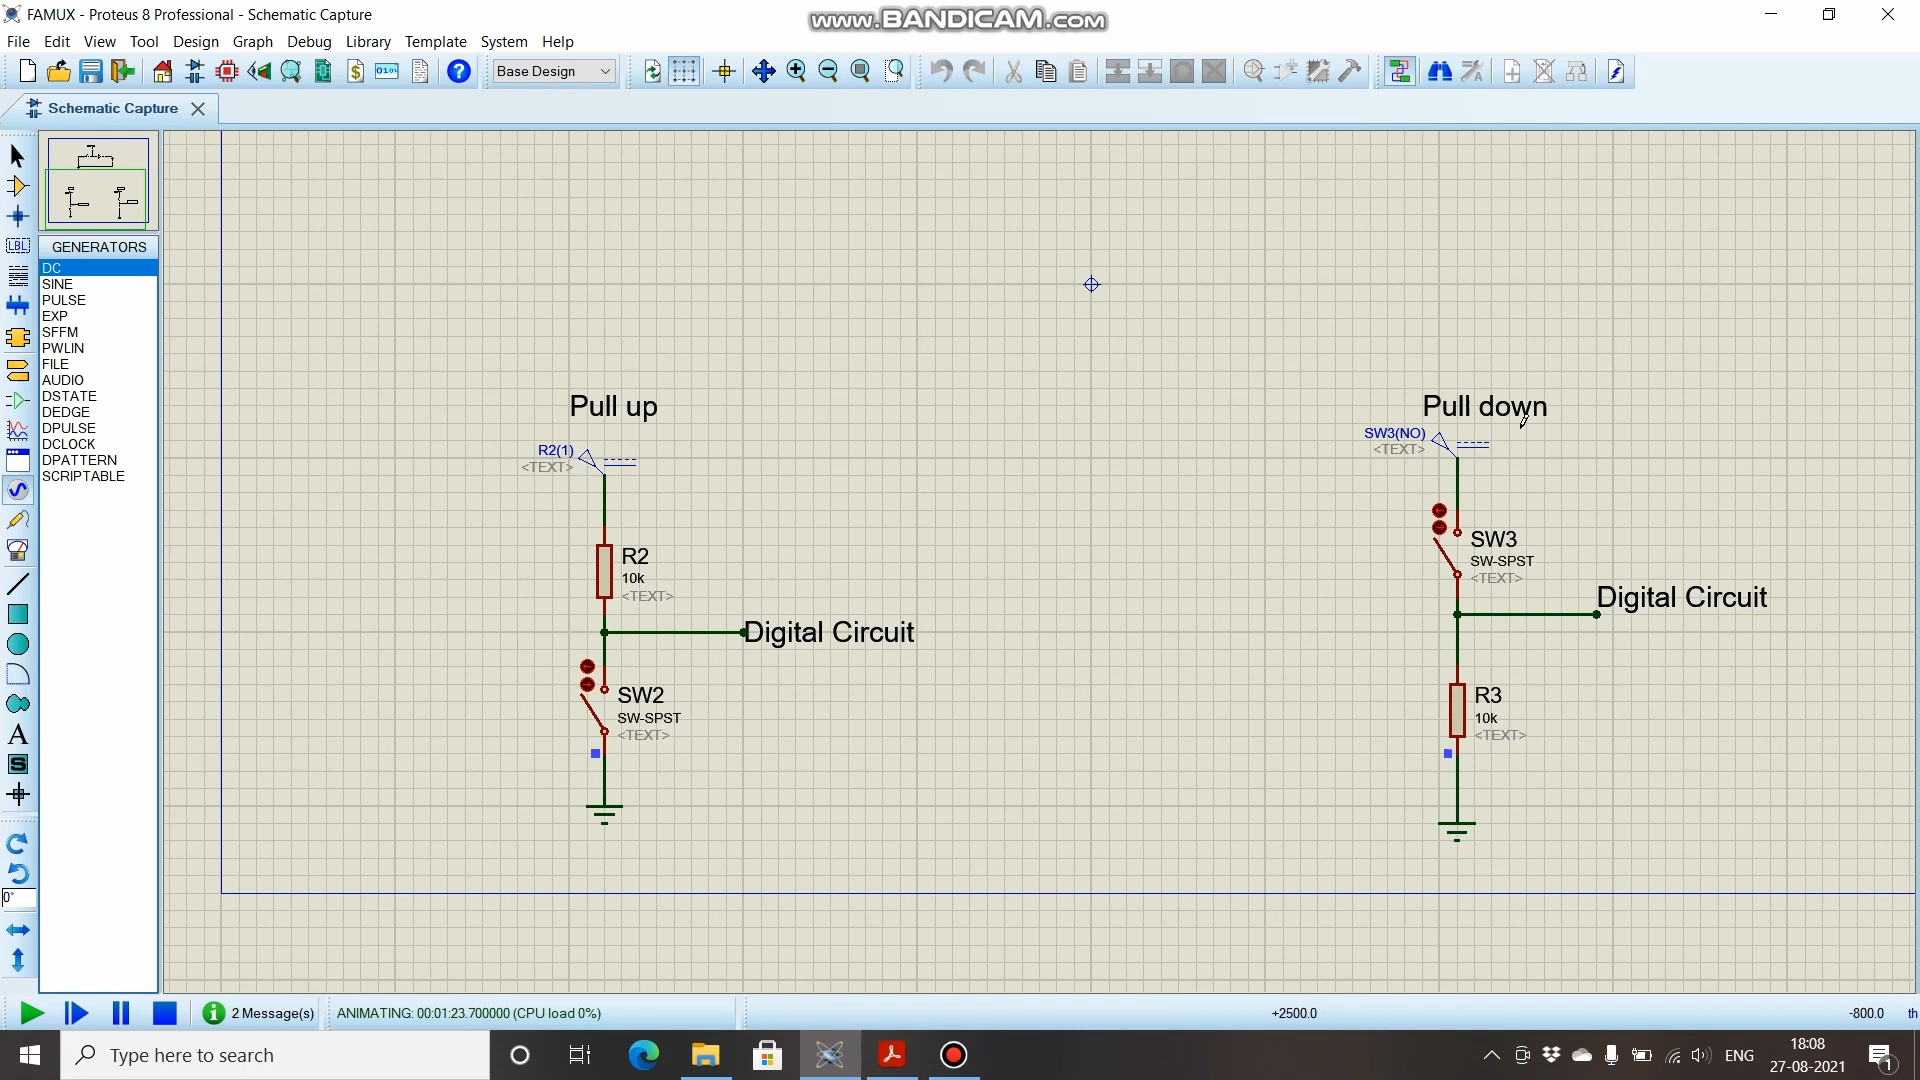 FAMUX - Proteus 8 Professional - Schematic Capture
www.BANDICAM.com
File Edit View Tool Design Graph Debug Library Template System Help
Base Design
Schematic Capture
GENERATORS
DC
SINE
PULSE
EXP
SFFM
PWLIN
FILE
AUDIO
DSTATE
DEDGE
DPULSE
DCLOCK
DPATTERN
SCRIPTABLE
LBL
A
S
0°
Pull up
R2(1)
<TEXT>
R2
10k
<TEXT>
Digital Circuit
SW2
SW-SPST
<TEXT>
Pull down
SW3(NO)
<TEXT>
SW3
SW-SPST
<TEXT>
Digital Circuit
R3
10k
<TEXT>
2 Message(s)
ANIMATING: 00:01:23.700000 (CPU load 0%)
+2500.0
-800.0
th
Type here to search
ENG
18:08
27-08-2021
1